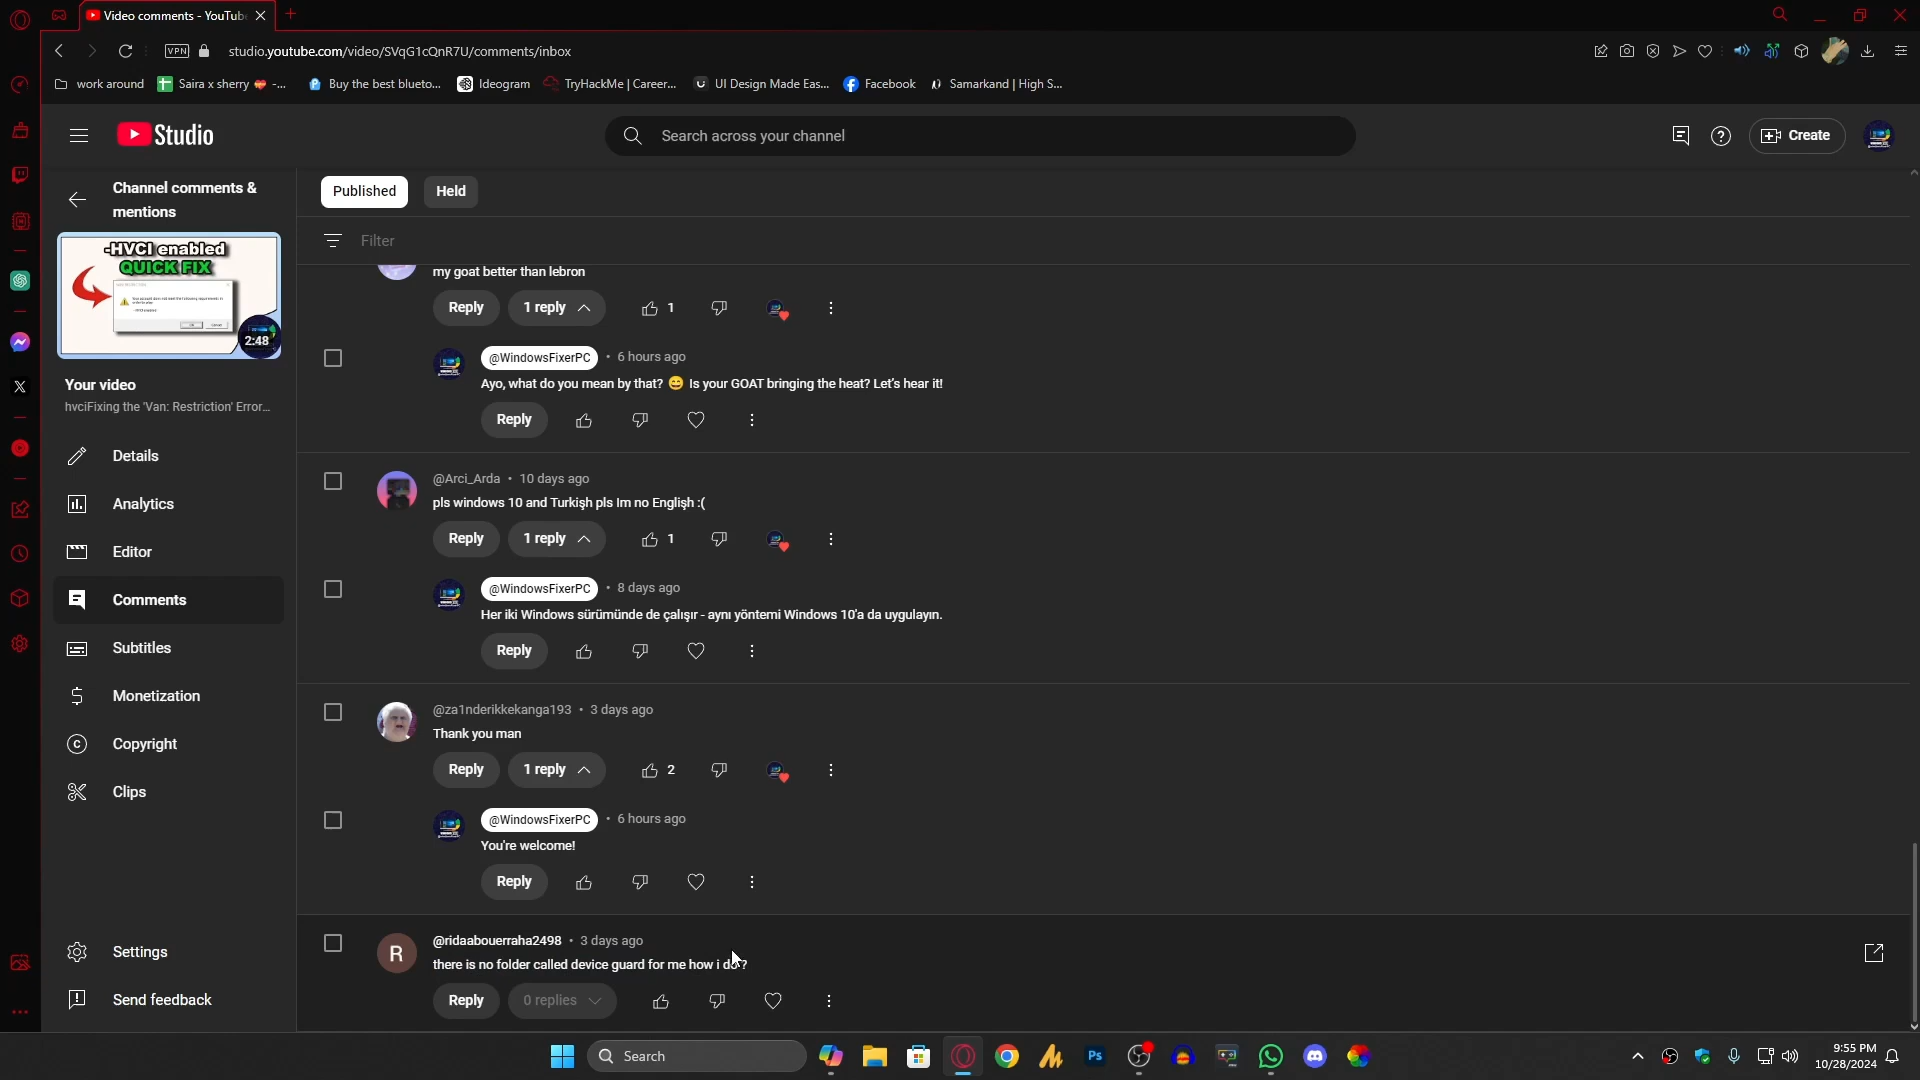 Video comments - YouTub
VPN
studio.youtube.com/video/SVqG1cQnR7U/comments/inbox
work around
Saira x sherry ❤️ -...
Buy the best blueto...
Ideogram
TryHackMe | Career...
UI Design Made Eas...
Facebook
Samarkand | High S...
Studio
Search across your channel
Create
Channel comments &
mentions
-HVCI enabled
QUICK FIX
2:48
Your video
hvciFixing the 'Van: Restriction' Error...
Details
Analytics
Editor
Comments
Subtitles
Monetization
Copyright
Clips
Settings
Send feedback
Published
Held
Filter
my goat better than lebron
Reply
1 reply
1
@WindowsFixerPC • 6 hours ago
Ayo, what do you mean by that? 😄 Is your GOAT bringing the heat? Let's hear it!
Reply
@Arci_Arda • 10 days ago
pls windows 10 and Turkişh pls Im no Englişh :(
Reply
1 reply
1
@WindowsFixerPC • 8 days ago
Her iki Windows sürümünde de çalışır - aynı yöntemi Windows 10'a da uygulayın.
Reply
@za1nderikkekanga193 • 3 days ago
Thank you man
Reply
1 reply
2
@WindowsFixerPC • 6 hours ago
You're welcome!
Reply
R
@ridaabouerraha2498 • 3 days ago
there is no folder called device guard for me how i do ?
Reply
0 replies
Search
Ps
9:55 PM
10/28/2024